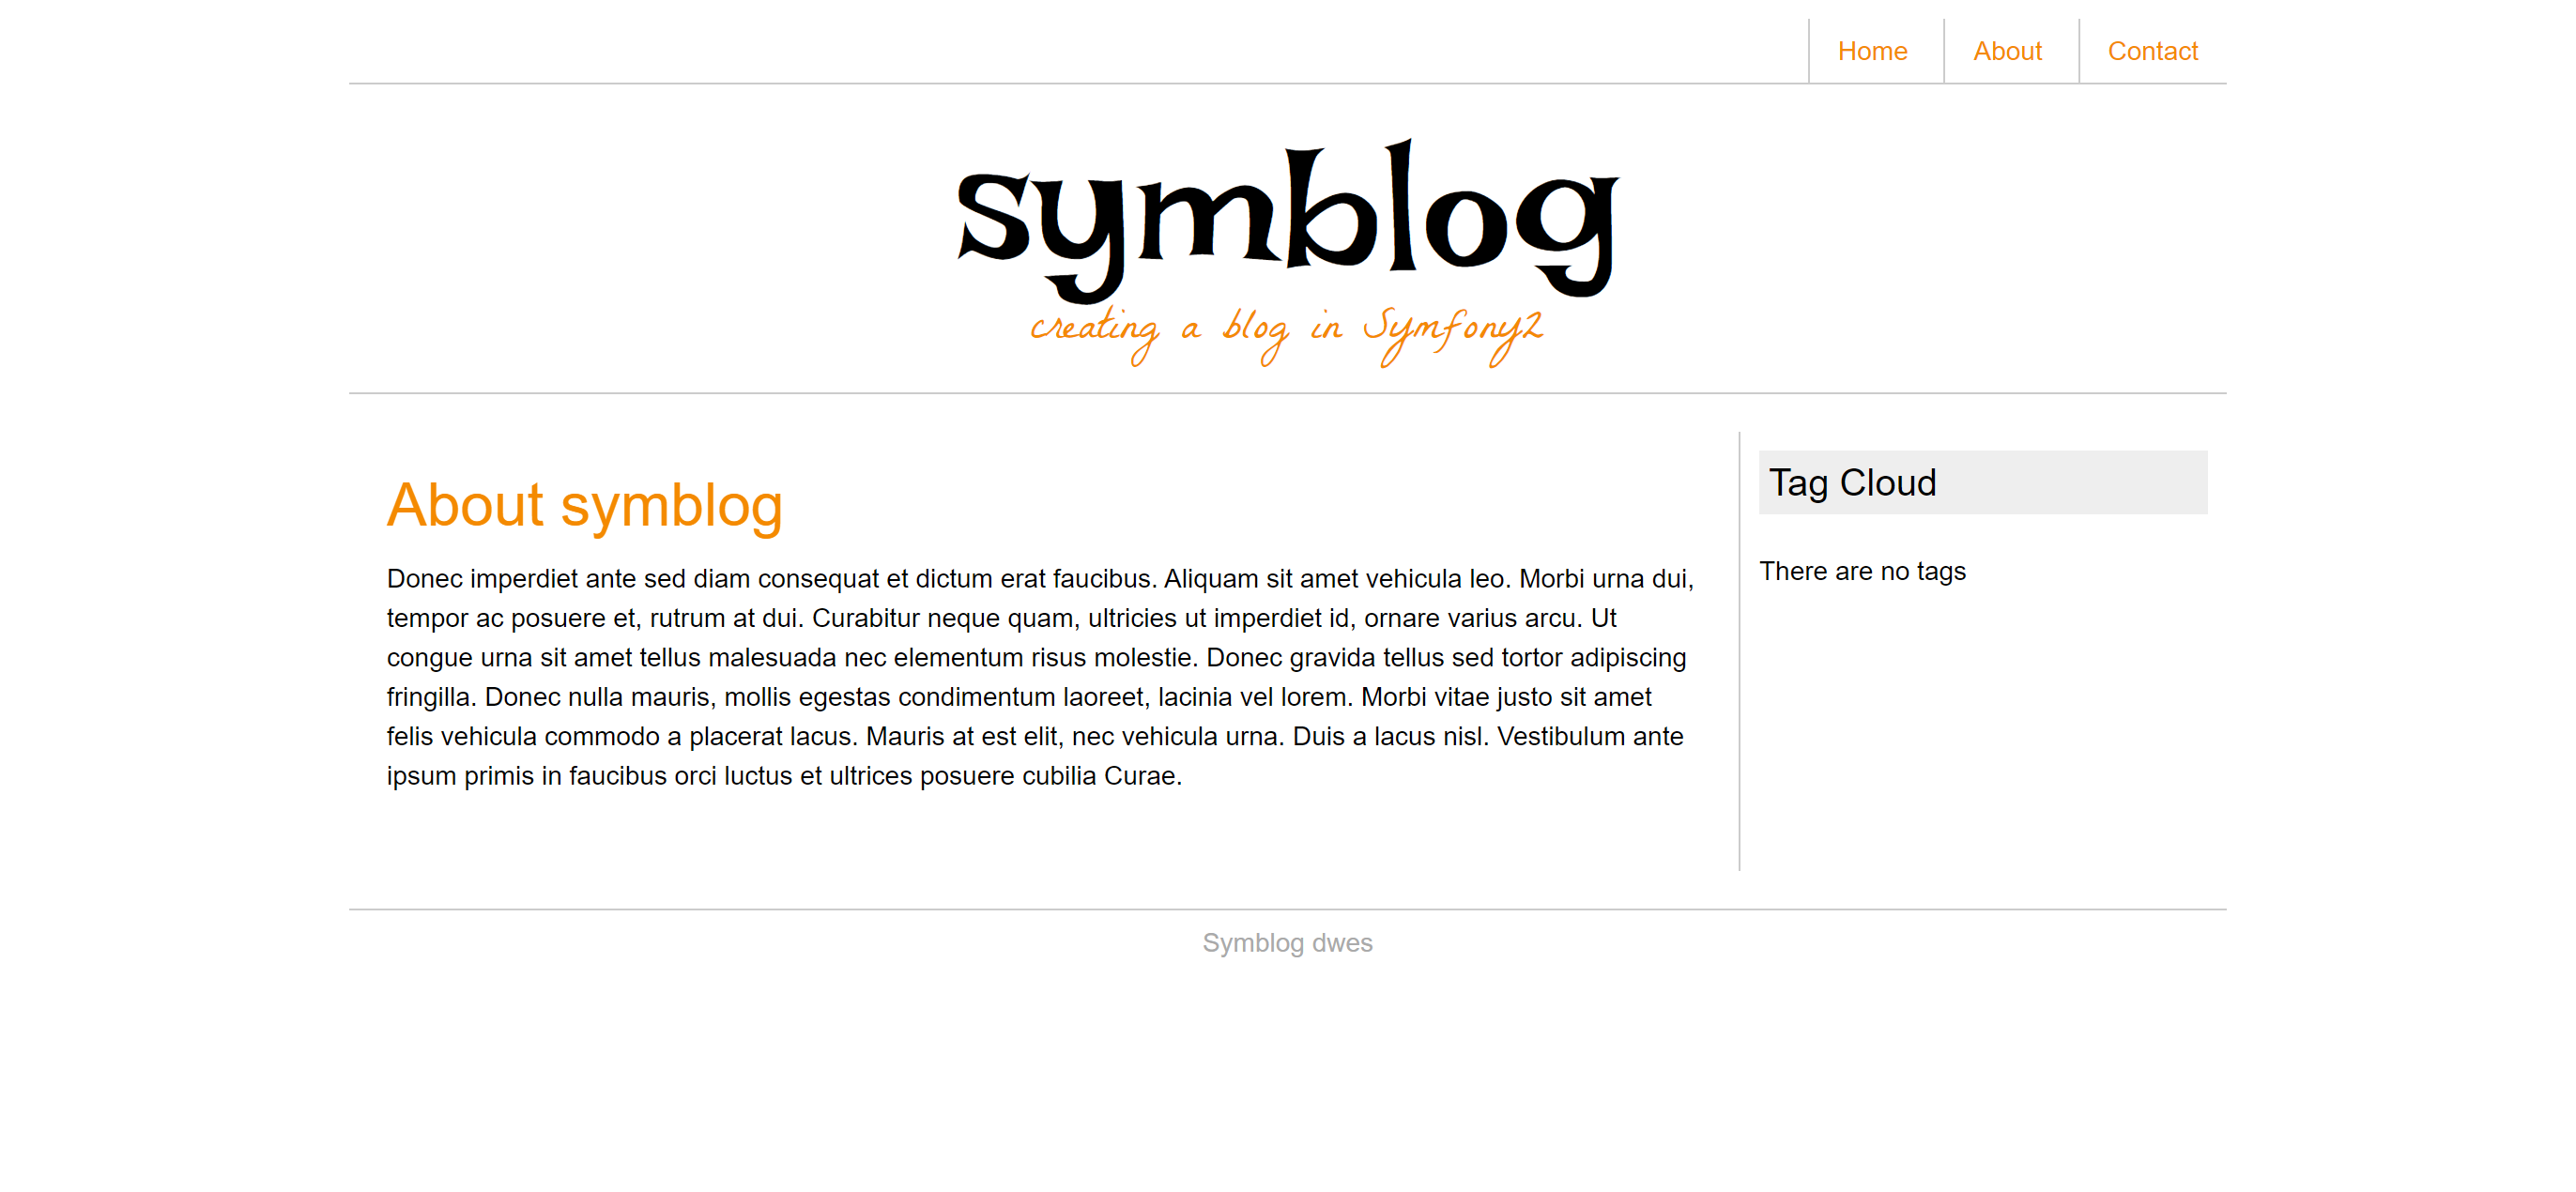 Home About Contact
symblog
creating a blog in Symfony2
About symblog
Donec imperdiet ante sed diam consequat et dictum erat faucibus. Aliquam sit amet vehicula leo. Morbi urna dui,
tempor ac posuere et, rutrum at dui. Curabitur neque quam, ultricies ut imperdiet id, ornare varius arcu. Ut
congue urna sit amet tellus malesuada nec elementum risus molestie. Donec gravida tellus sed tortor adipiscing
fringilla. Donec nulla mauris, mollis egestas condimentum laoreet, lacinia vel lorem. Morbi vitae justo sit amet
felis vehicula commodo a placerat lacus. Mauris at est elit, nec vehicula urna. Duis a lacus nisl. Vestibulum ante
ipsum primis in faucibus orci luctus et ultrices posuere cubilia Curae.
Tag Cloud
There are no tags
Symblog dwes